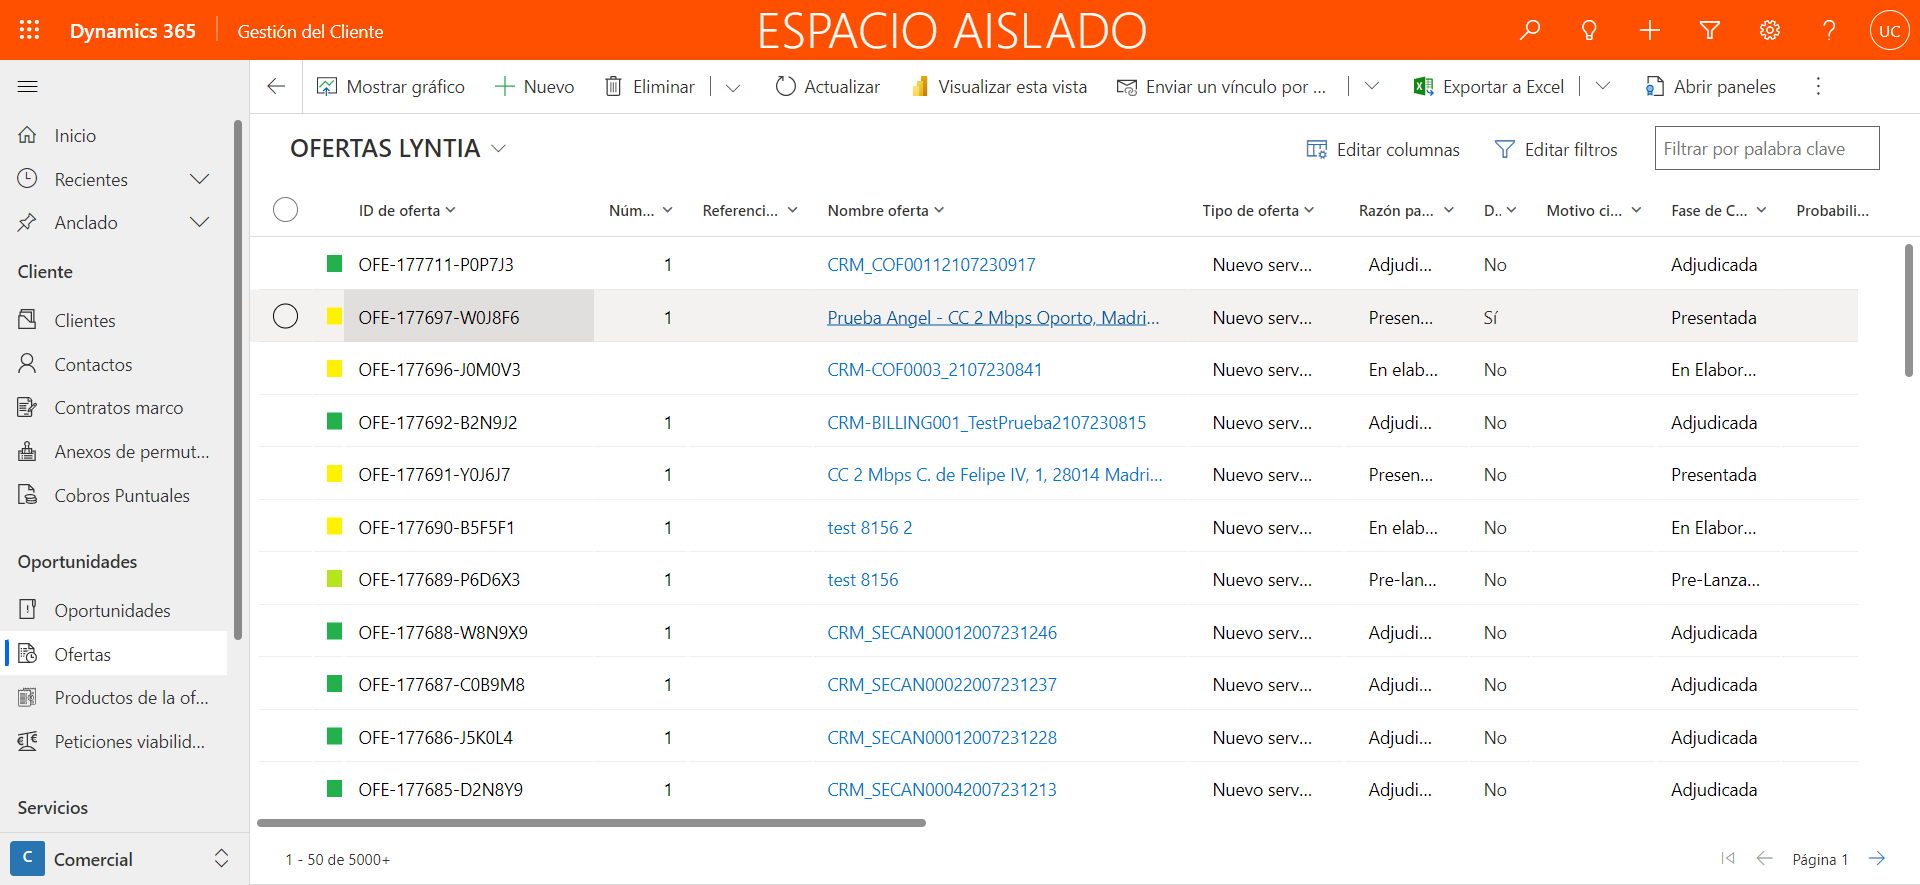 Dynamics 365
Gestión del Cliente
ESPACIO AISLADO
UC
Mostrar gráfico
Nuevo
Eliminar
Actualizar
Visualizar esta vista
Enviar un vínculo por ...
Exportar a Excel
Abrir paneles
Inicio
Recientes
Anclado
Cliente
Clientes
Contactos
Contratos marco
Anexos de permut...
Cobros Puntuales
Oportunidades
Oportunidades
Ofertas
Productos de la of...
Peticiones viabilid...
Servicios
C Comercial
OFERTAS LYNTIA
Editar columnas
Editar filtros
Filtrar por palabra clave
ID de oferta Núm... Referenci... Nombre oferta Tipo de oferta Razón pa... D.. Motivo ci... Fase de C... Probabili...
OFE-177711-P0P7J3 1 CRM_COF00112107230917 Nuevo serv... Adjudi... No Adjudicada
OFE-177697-W0J8F6 1 Prueba Angel - CC 2 Mbps Oporto, Madri... Nuevo serv... Presen... Sí Presentada
OFE-177696-J0M0V3 CRM-COF0003_2107230841 Nuevo serv... En elab... No En Elabor...
OFE-177692-B2N9J2 1 CRM-BILLING001_TestPrueba2107230815 Nuevo serv... Adjudi... No Adjudicada
OFE-177691-Y0J6J7 1 CC 2 Mbps C. de Felipe IV, 1, 28014 Madri... Nuevo serv... Presen... No Presentada
OFE-177690-B5F5F1 1 test 8156 2 Nuevo serv... En elab... No En Elabor...
OFE-177689-P6D6X3 1 test 8156 Nuevo serv... Pre-lan... No Pre-Lanza...
OFE-177688-W8N9X9 1 CRM_SECAN00012007231246 Nuevo serv... Adjudi... No Adjudicada
OFE-177687-C0B9M8 1 CRM_SECAN00022007231237 Nuevo serv... Adjudi... No Adjudicada
OFE-177686-J5K0L4 1 CRM_SECAN00012007231228 Nuevo serv... Adjudi... No Adjudicada
OFE-177685-D2N8Y9 1 CRM_SECAN00042007231213 Nuevo serv... Adjudi... No Adjudicada
1 - 50 de 5000+
Página 1